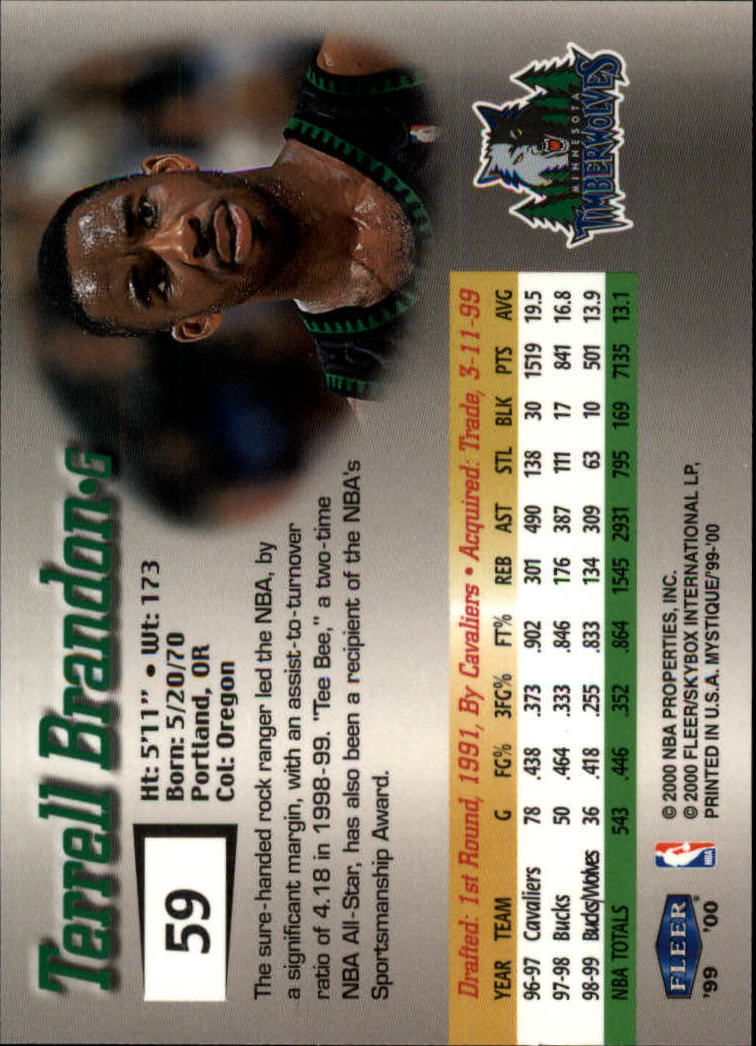 Terrell Brandon•G
59
Ht: 5'11" • Wt: 173
Born: 5/20/70
Portland, OR
Col: Oregon
The sure-handed rock ranger led the NBA, by
a significant margin, with an assist-to-turnover
ratio of 4.18 in 1998-99. "Tee Bee," a two-time
NBA All-Star, has also been a recipient of the NBA's
Sportsmanship Award.
MINNESOTA
TIMBERWOLVES
Drafted: 1st Round, 1991, By Cavaliers • Acquired: Trade, 3-11-99
YEAR TEAM G FG% 3FG% FT% REB AST STL BLK PTS AVG
96-97 Cavaliers 78 .438 .373 .902 301 490 138 30 1519 19.5
97-98 Bucks 50 .464 .333 .846 176 387 111 17 841 16.8
98-99 Bucks/Wolves 36 .418 .255 .833 134 309 63 10 501 13.9
NBA TOTALS 543 .446 .352 .864 1545 2931 795 169 7135 13.1
FLEER
'99 '00
NBA
© 2000 NBA PROPERTIES, INC.
© 2000 FLEER/SKYBOX INTERNATIONAL LP,
PRINTED IN U.S.A. MYSTIQUE/'99-'00